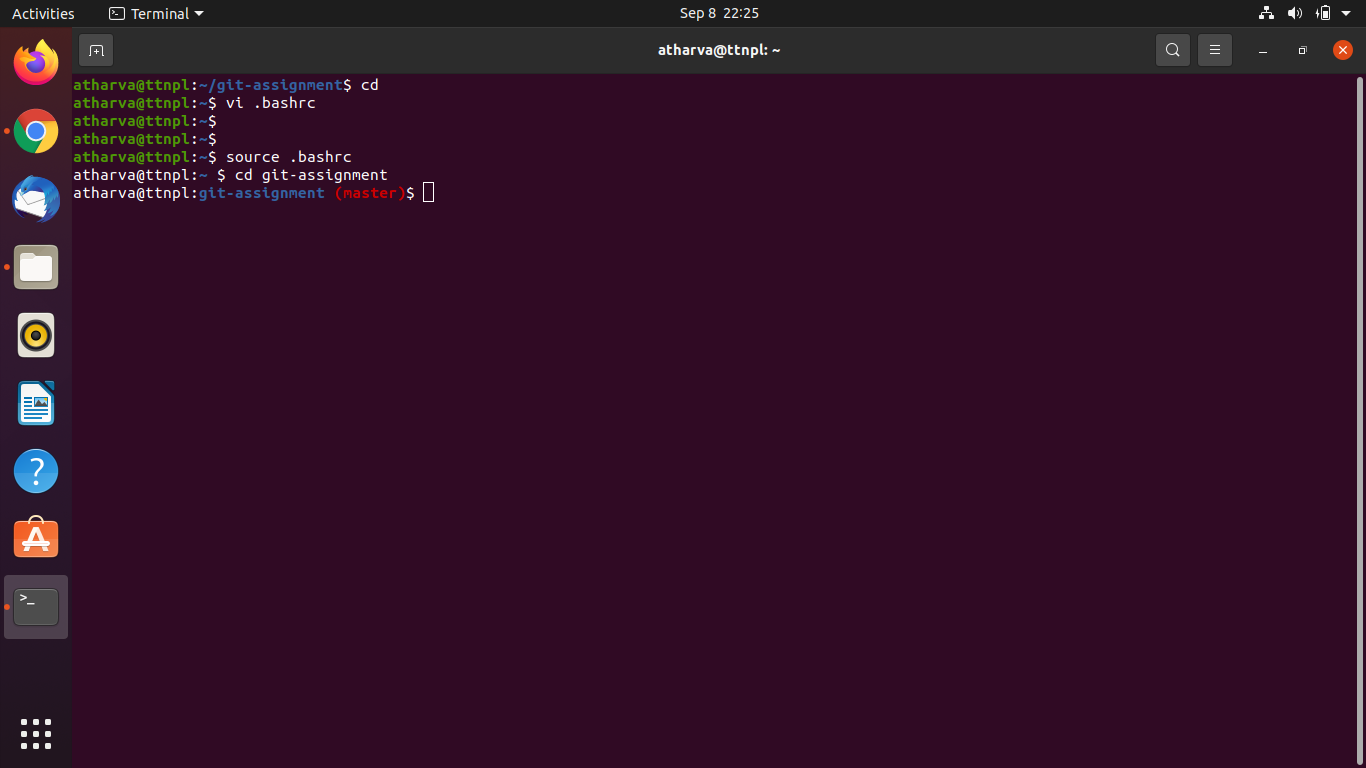 Activities
Terminal
Sep 8 22:25
atharva@ttnpl: ~
atharva@ttnpl:~/git-assignment$ cd
atharva@ttnpl:~$ vi .bashrc
atharva@ttnpl:~$
atharva@ttnpl:~$
atharva@ttnpl:~$ source .bashrc
atharva@ttnpl:~ $ cd git-assignment
atharva@ttnpl:git-assignment (master)$